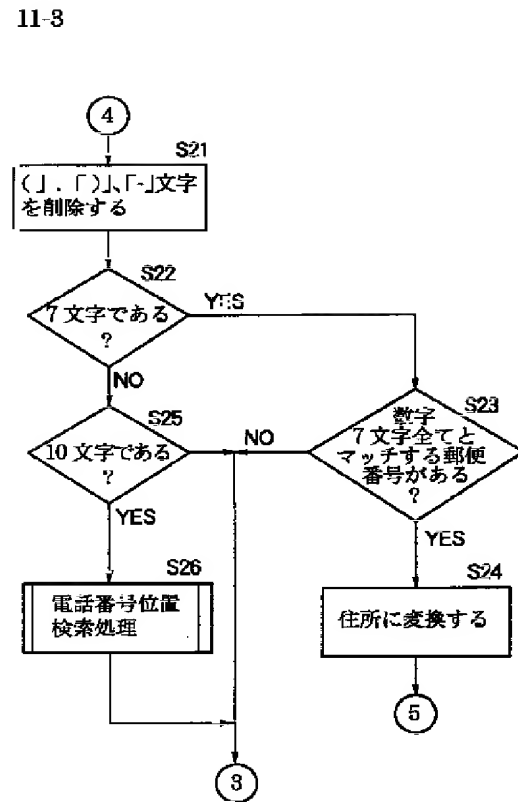 11-3
4
S21
(」.「)」、「-」文字
を削除する
S22
7文字である
?
YES
NO
S25
10文字である
?
NO
YES
S23
数字
7文字全てと
マッチする郵便
番号がある
?
YES
S26
電話番号位置
検索処理
S24
住所に変換する
5
3